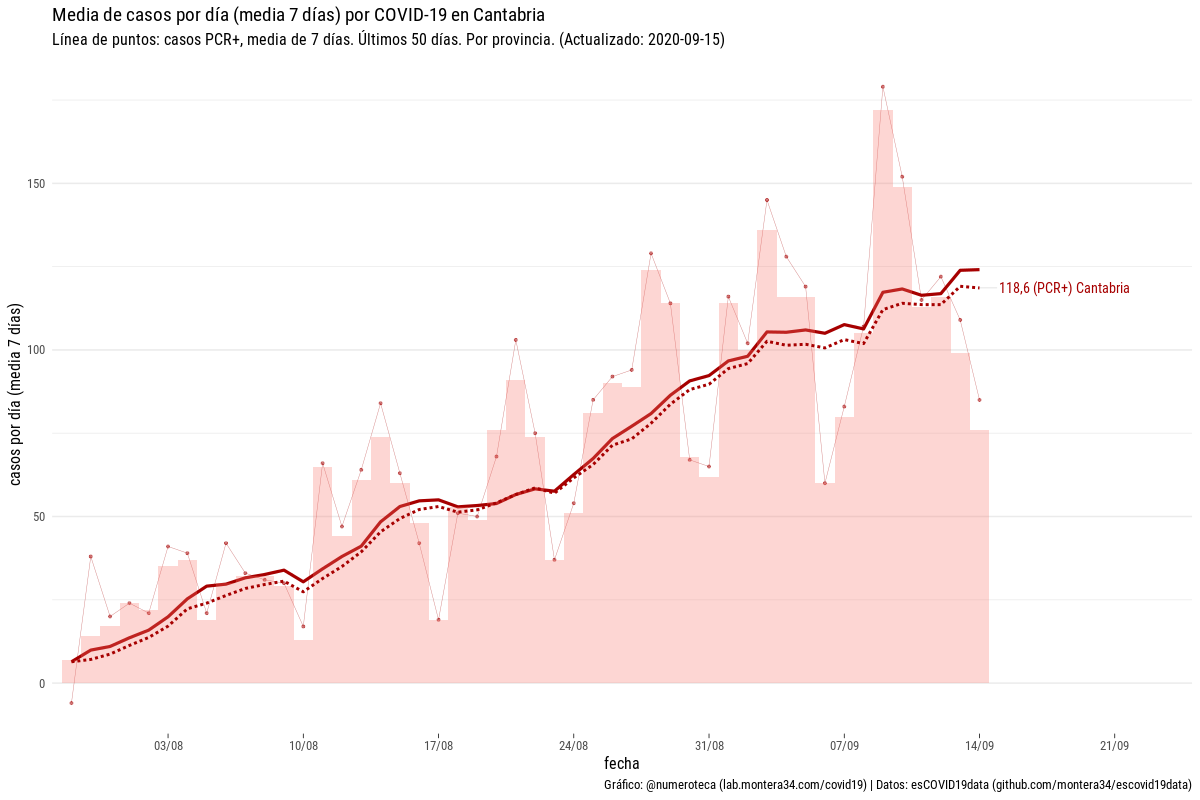 Media de casos por día (media 7 días) por COVID-19 en Cantabria
Línea de puntos: casos PCR+, media de 7 días. Últimos 50 días. Por provincia. (Actualizado: 2020-09-15)
casos por día (media 7 días)
150
100
50
0
118,6 (PCR+) Cantabria
03/08
10/08
17/08
24/08
31/08
07/09
14/09
21/09
fecha
Gráfico: @numeroteca (lab.montera34.com/covid19) | Datos: esCOVID19data (github.com/montera34/escovid19data)